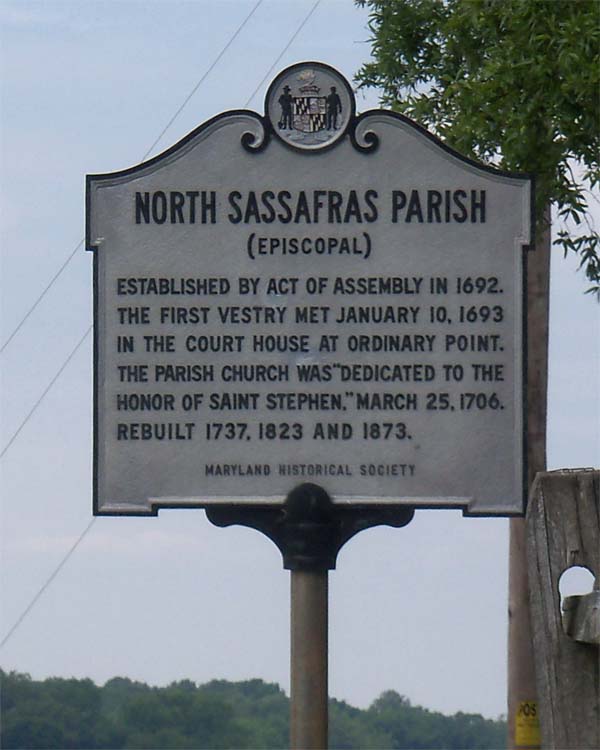 NORTH SASSAFRAS PARISH
(EPISCOPAL)
ESTABLISHED BY ACT OF ASSEMBLY IN 1692.
THE FIRST VESTRY MET JANUARY 10, 1693
IN THE COURT HOUSE AT ORDINARY POINT.
THE PARISH CHURCH WAS "DEDICATED TO THE
HONOR OF SAINT STEPHEN," MARCH 25, 1706.
REBUILT 1737, 1823 AND 1873.
MARYLAND HISTORICAL SOCIETY